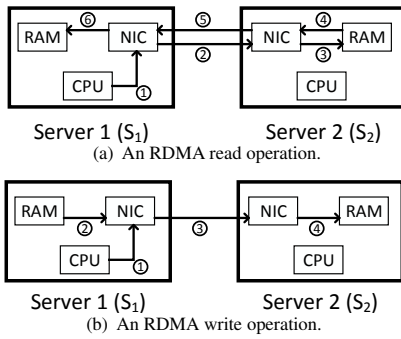 ⑥ ⑤ ④
RAM NIC NIC RAM
② ③
CPU ① CPU
Server 1 (S₁) Server 2 (S₂)
(a) An RDMA read operation.
RAM NIC NIC RAM
② ③ ④
CPU ① CPU
Server 1 (S₁) Server 2 (S₂)
(b) An RDMA write operation.